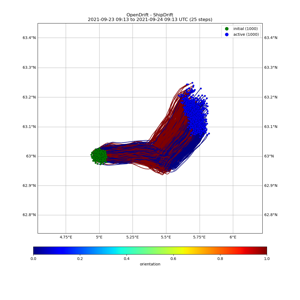 OpenDrift - ShipDrift
2021-09-23 09:13 to 2021-09-24 09:13 UTC (25 steps)
initial (1000)
active (1000)
63.4°N 63.4°N
63.3°N 63.3°N
63.2°N 63.2°N
63.1°N 63.1°N
63°N 63°N
62.9°N 62.9°N
62.8°N 62.8°N
4.75°E 5°E 5.25°E 5.5°E 5.75°E 6°E 6.25°E
0.0 0.2 0.4 0.6 0.8 1.0
orientation